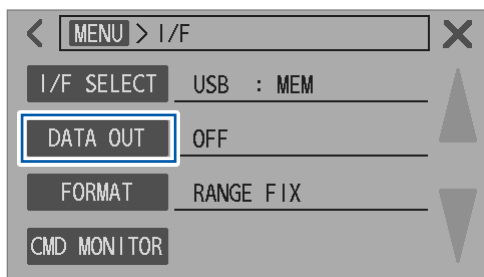 MENU > I/F
I/F SELECT USB : MEM
DATA OUT OFF
FORMAT RANGE FIX
CMD MONITOR